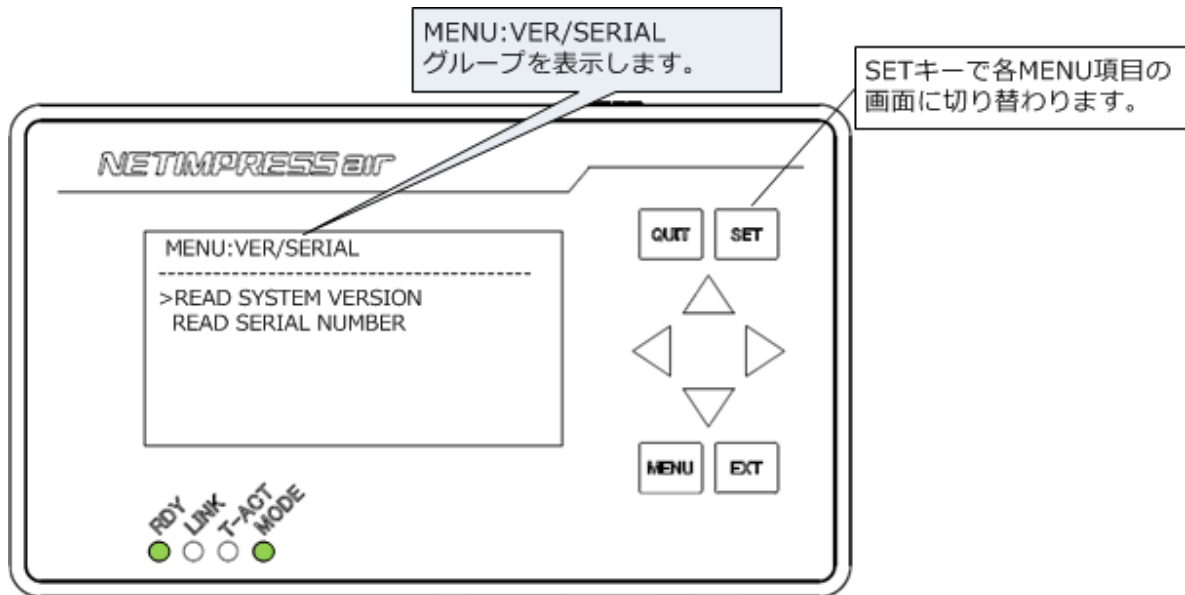 MENU:VER/SERIAL
グループを表示します。
SETキーで各MENU項目の
画面に切り替わります。
NETIMPRESS air
MENU:VER/SERIAL
>READ SYSTEM VERSION
READ SERIAL NUMBER
QUIT SET
MENU EXT
RDY LINK T-ACT MODE